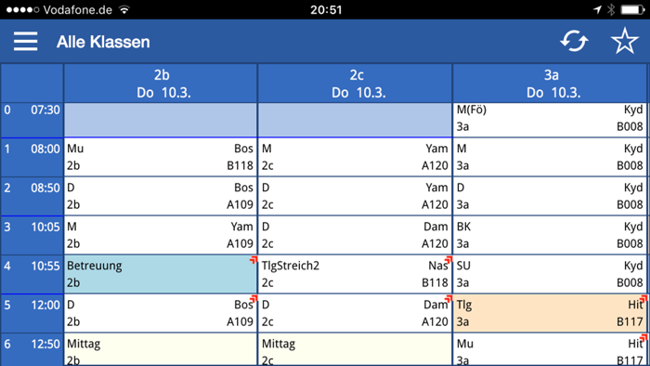 Vodafone.de 20:51
Alle Klassen
2b 2c 3a
Do 10.3. Do 10.3. Do 10.3.
0 07:30 M(Fö) Kyd
3a B008
1 08:00 Mu Bos M Yam M Kyd
2b B118 2c A120 3a B008
2 08:50 D Bos D Yam D Kyd
2b A109 2c A120 3a B008
3 10:05 M Yam D Dam BK Kyd
2b A109 2c A120 3a B008
4 10:55 Betreuung TlgStreich2 Nas SU Kyd
2b 2c B118 3a B008
5 12:00 D Bos D Dam Tlg Hit
2b A109 2c A120 3a B117
6 12:50 Mittag Mittag Mu Hit
2b 2c 3a B117